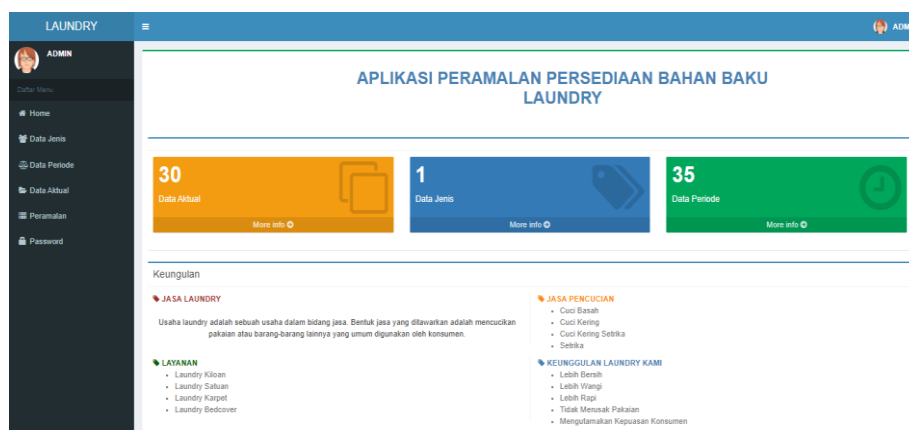 LAUNDRY
ADM
ADMIN
Daftar Menu
Home
Data Jenis
Data Periode
Data Aktual
Peramalan
Password
APLIKASI PERAMALAN PERSEDIAAN BAHAN BAKU
LAUNDRY
30
Data Aktual
More info
1
Data Jenis
More info
35
Data Periode
More info
Keungulan
JASA LAUNDRY
Usaha laundry adalah sebuah usaha dalam bidang jasa. Bentuk jasa yang ditawarkan adalah mencucikan
pakaian atau barang-barang lainnya yang umum digunakan oleh konsumen.
JASA PENCUCIAN
Cuci Basah
Cuci Kering
Cuci Kering Setrika
Setrika
LAYANAN
Laundry Kiloan
Laundry Satuan
Laundry Karpet
Laundry Bedcover
KEUNGGULAN LAUNDRY KAMI
Lebih Bersih
Lebih Wangi
Lebih Rapi
Tidak Merusak Pakaian
Mengutamakan Kepuasan Konsumen